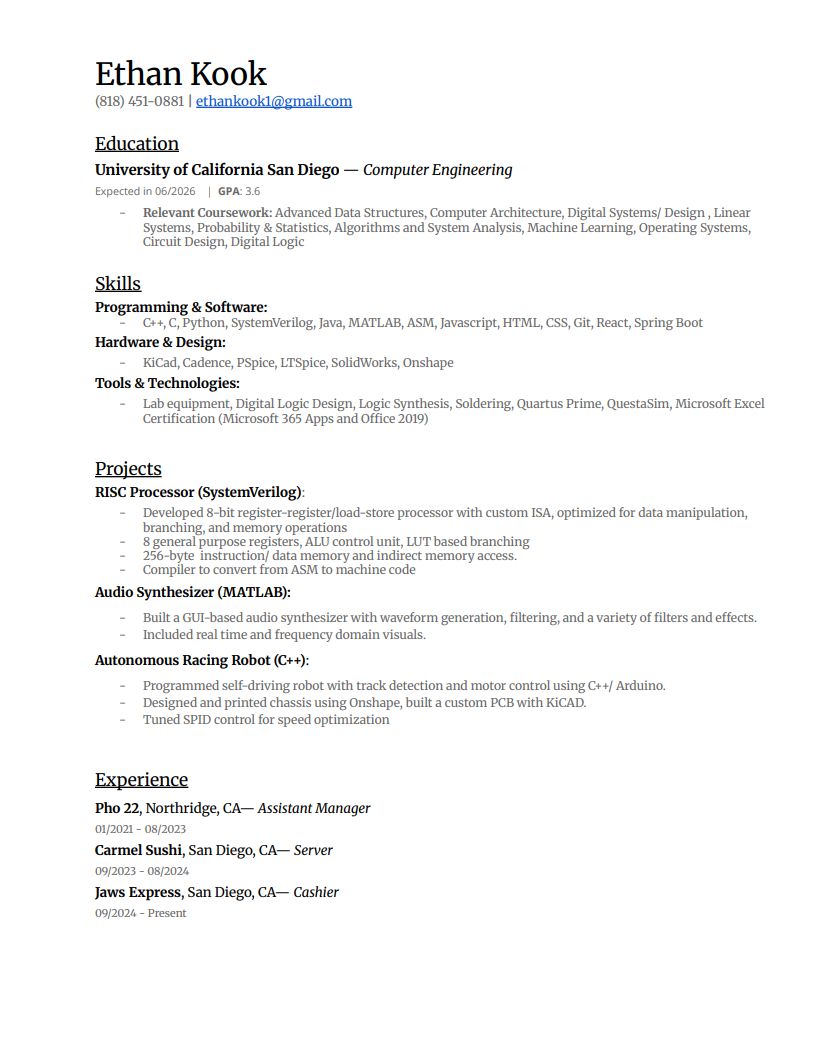 Ethan Kook
(818) 451-0881 | ethankook1@gmail.com
Education
University of California San Diego — Computer Engineering
Expected in 06/2026 | GPA: 3.6
- Relevant Coursework: Advanced Data Structures, Computer Architecture, Digital Systems/ Design , Linear
Systems, Probability & Statistics, Algorithms and System Analysis, Machine Learning, Operating Systems,
Circuit Design, Digital Logic
Skills
Programming & Software:
- C++, C, Python, SystemVerilog, Java, MATLAB, ASM, Javascript, HTML, CSS, Git, React, Spring Boot
Hardware & Design:
- KiCad, Cadence, PSpice, LTSpice, SolidWorks, Onshape
Tools & Technologies:
- Lab equipment, Digital Logic Design, Logic Synthesis, Soldering, Quartus Prime, QuestaSim, Microsoft Excel
Certification (Microsoft 365 Apps and Office 2019)
Projects
RISC Processor (SystemVerilog):
- Developed 8-bit register-register/load-store processor with custom ISA, optimized for data manipulation,
branching, and memory operations
- 8 general purpose registers, ALU control unit, LUT based branching
- 256-byte instruction/ data memory and indirect memory access.
- Compiler to convert from ASM to machine code
Audio Synthesizer (MATLAB):
- Built a GUI-based audio synthesizer with waveform generation, filtering, and a variety of filters and effects.
- Included real time and frequency domain visuals.
Autonomous Racing Robot (C++):
- Programmed self-driving robot with track detection and motor control using C++/ Arduino.
- Designed and printed chassis using Onshape, built a custom PCB with KiCAD.
- Tuned SPID control for speed optimization
Experience
Pho 22, Northridge, CA— Assistant Manager
01/2021 - 08/2023
Carmel Sushi, San Diego, CA— Server
09/2023 - 08/2024
Jaws Express, San Diego, CA— Cashier
09/2024 - Present